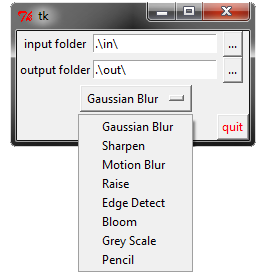 tk
input folder .\in\ ...
output folder .\out\ ...
Gaussian Blur
Gaussian Blur
Sharpen
Motion Blur
Raise
Edge Detect
Bloom
Grey Scale
Pencil
quit